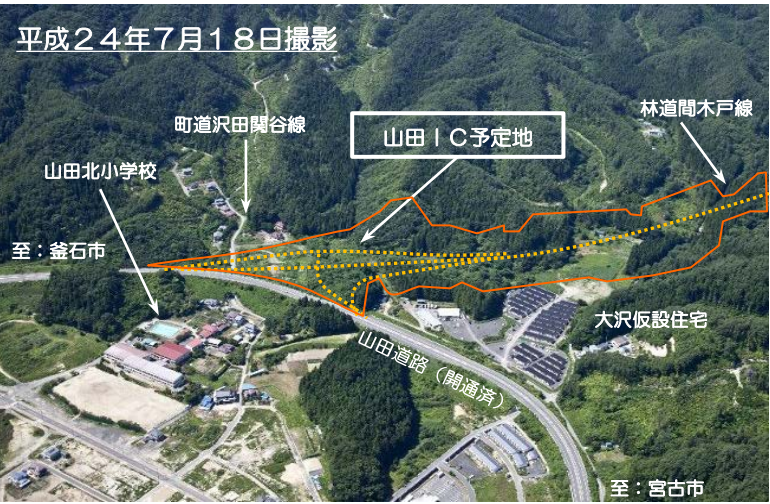 平成24年7月18日撮影
林道間木戸線
町道沢田関谷線
山田IC予定地
山田北小学校
至:釜石市
大沢仮設住宅
山田道路(開通済)
至:宮古市